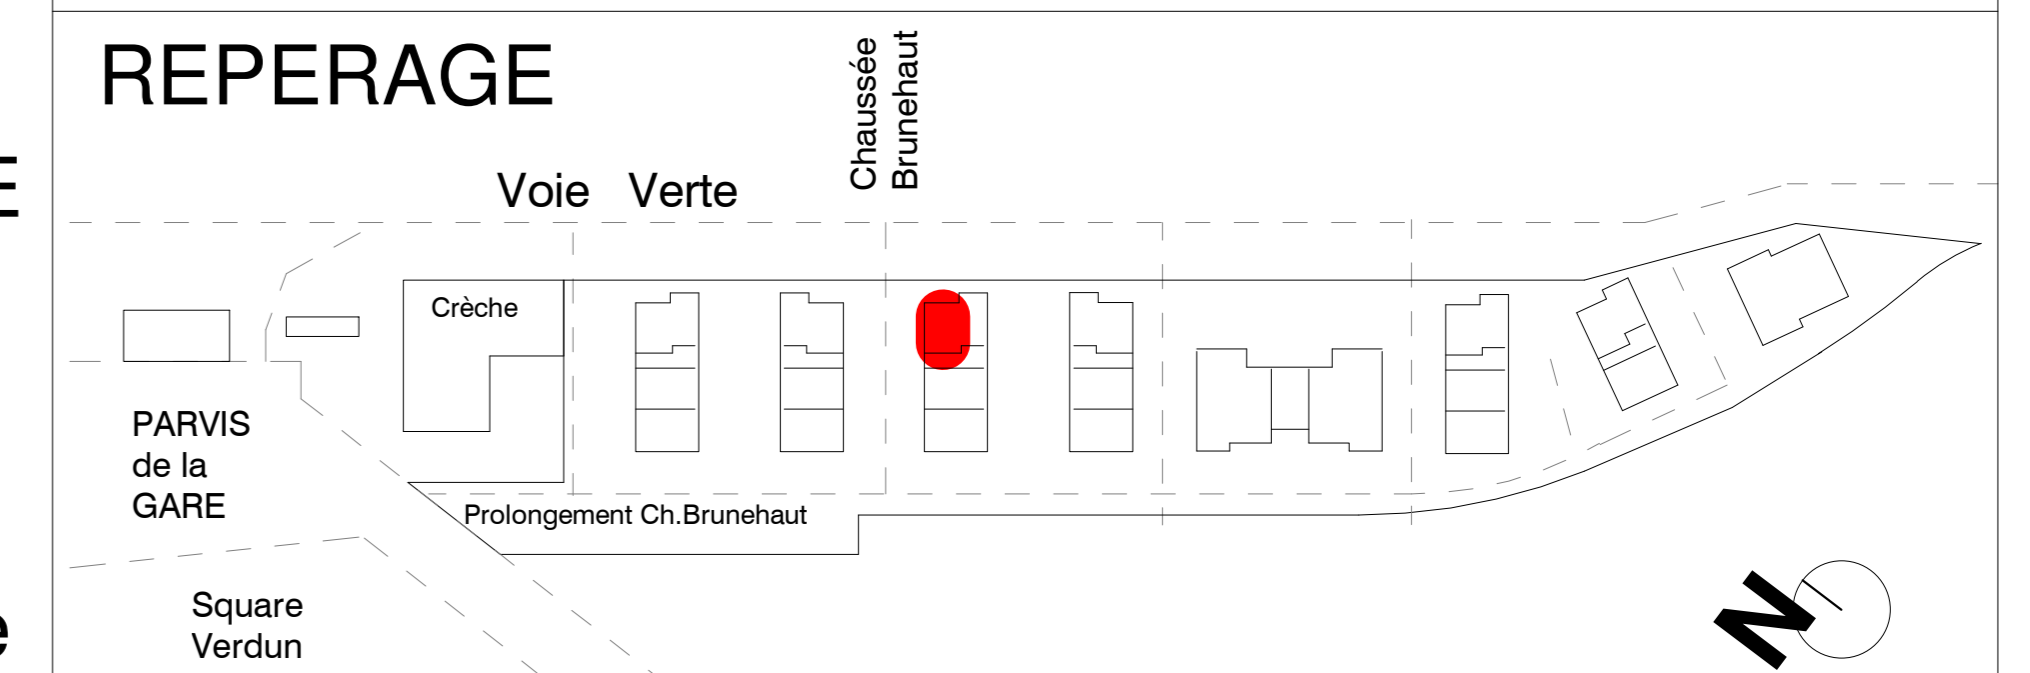 REPERAGE
Chaussée
Brunehaut
Voie Verte
Crèche
PARVIS
de la
GARE
Prolongement Ch.Brunehaut
Square
Verdun
N